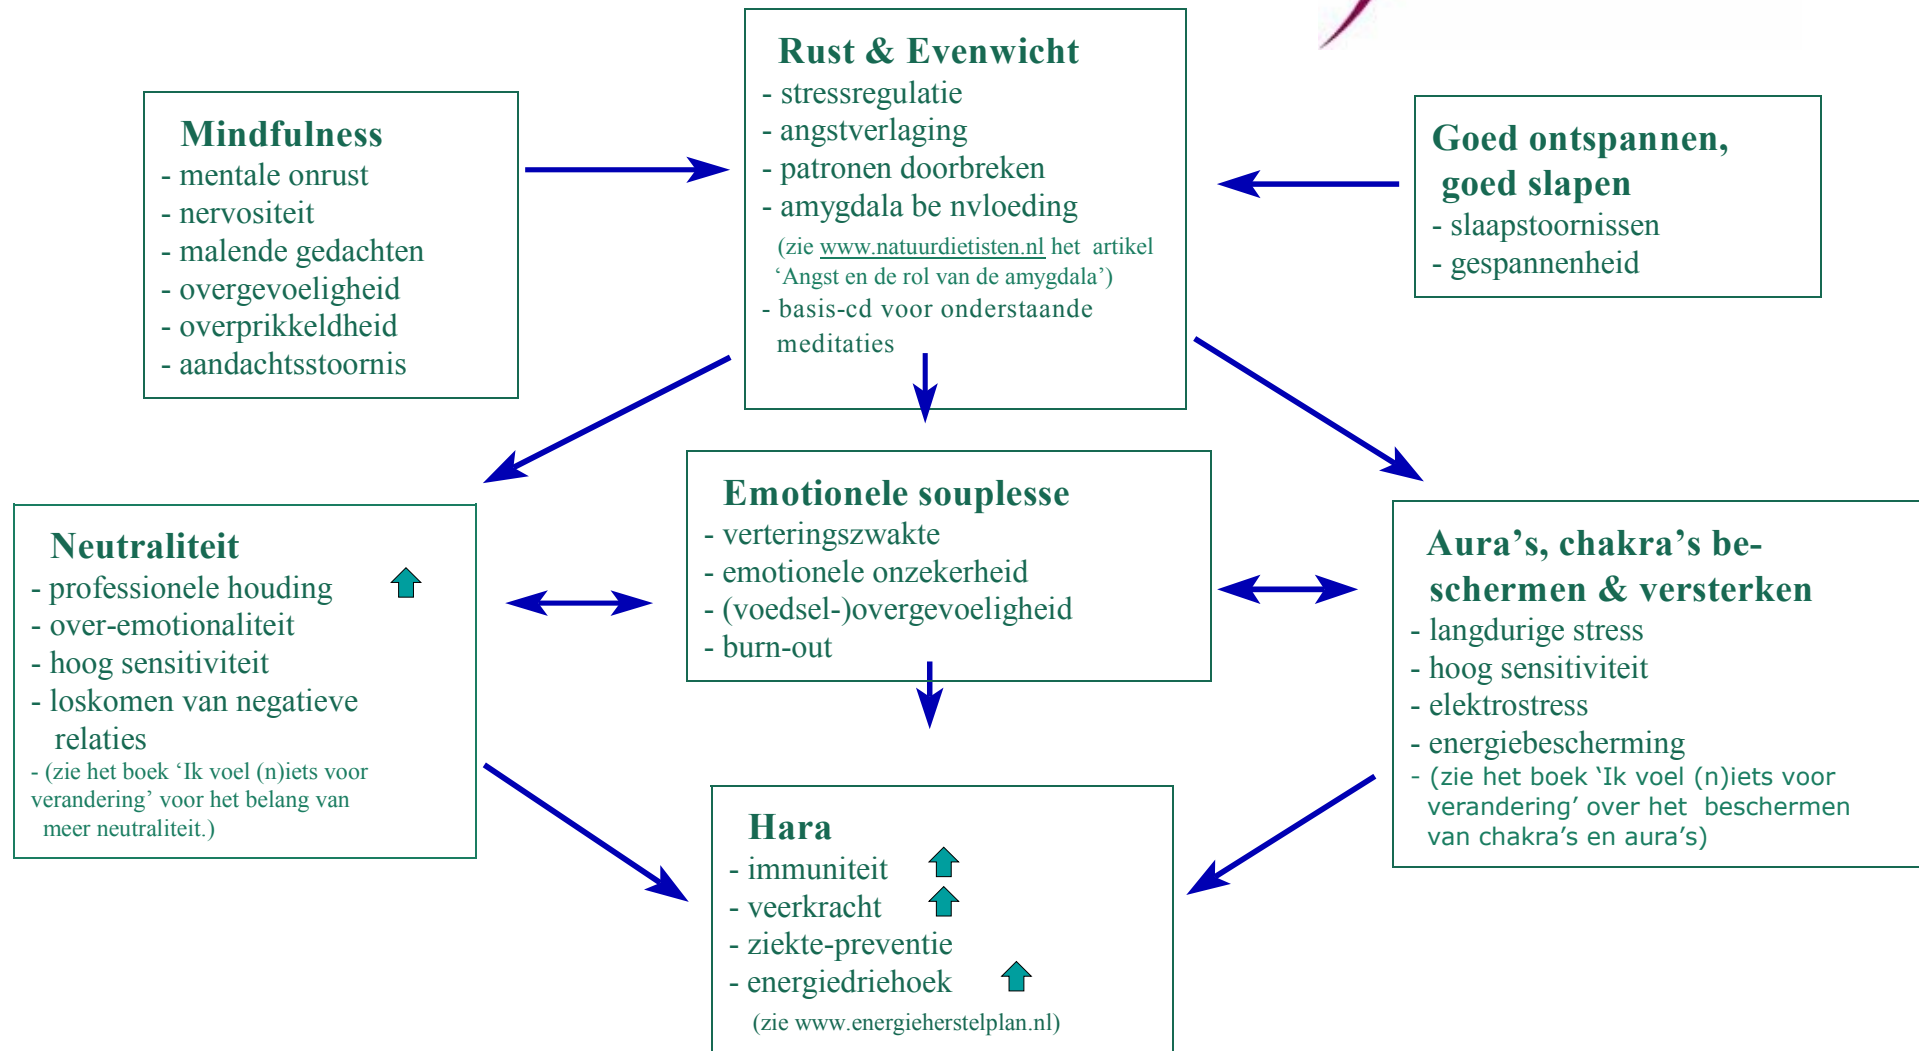 Rust & Evenwicht
- stressregulatie
- angstverlaging
- patronen doorbreken
- amygdala be nvloeding
(zie www.natuurdietisten.nl het artikel
‘Angst en de rol van de amygdala’)
- basis-cd voor onderstaande
meditaties
Mindfulness
- mentale onrust
- nervositeit
- malende gedachten
- overgevoeligheid
- overprikkeldheid
- aandachtsstoornis
Goed ontspannen,
goed slapen
- slaapstoornissen
- gespannenheid
Neutraliteit
- professionele houding
- over-emotionaliteit
- hoog sensitiviteit
- loskomen van negatieve
relaties
- (zie het boek ‘Ik voel (n)iets voor
verandering’ voor het belang van
meer neutraliteit.)
Emotionele souplesse
- verteringszwakte
- emotionele onzekerheid
- (voedsel-)overgevoeligheid
- burn-out
Aura’s, chakra’s be-
schermen & versterken
- langdurige stress
- hoog sensitiviteit
- elektrostress
- energiebescherming
- (zie het boek ‘Ik voel (n)iets voor
verandering’ over het beschermen
van chakra’s en aura’s)
Hara
- immuniteit
- veerkracht
- ziekte-preventie
- energiedriehoek
(zie www.energieherstelplan.nl)